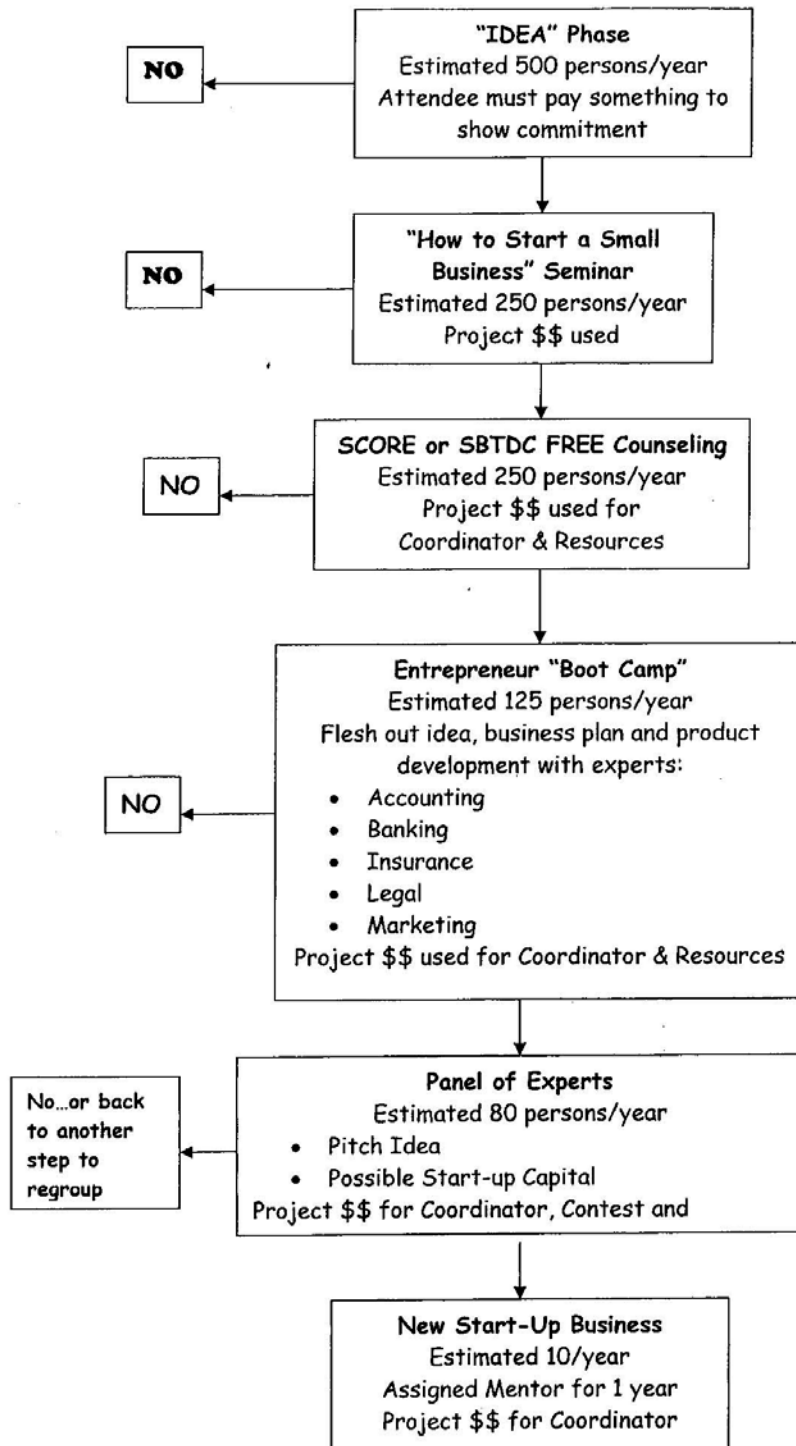 "IDEA" Phase
Estimated 500 persons/year
Attendee must pay something to
show commitment
NO
"How to Start a Small
Business" Seminar
Estimated 250 persons/year
Project $$ used
NO
SCORE or SBTDC FREE Counseling
Estimated 250 persons/year
Project $$ used for
Coordinator & Resources
NO
Entrepreneur "Boot Camp"
Estimated 125 persons/year
Flesh out idea, business plan and product
development with experts:
• Accounting
• Banking
• Insurance
• Legal
• Marketing
Project $$ used for Coordinator & Resources
NO
Panel of Experts
Estimated 80 persons/year
• Pitch Idea
• Possible Start-up Capital
Project $$ for Coordinator, Contest and
No...or back
to another
step to
regroup
New Start-Up Business
Estimated 10/year
Assigned Mentor for 1 year
Project $$ for Coordinator